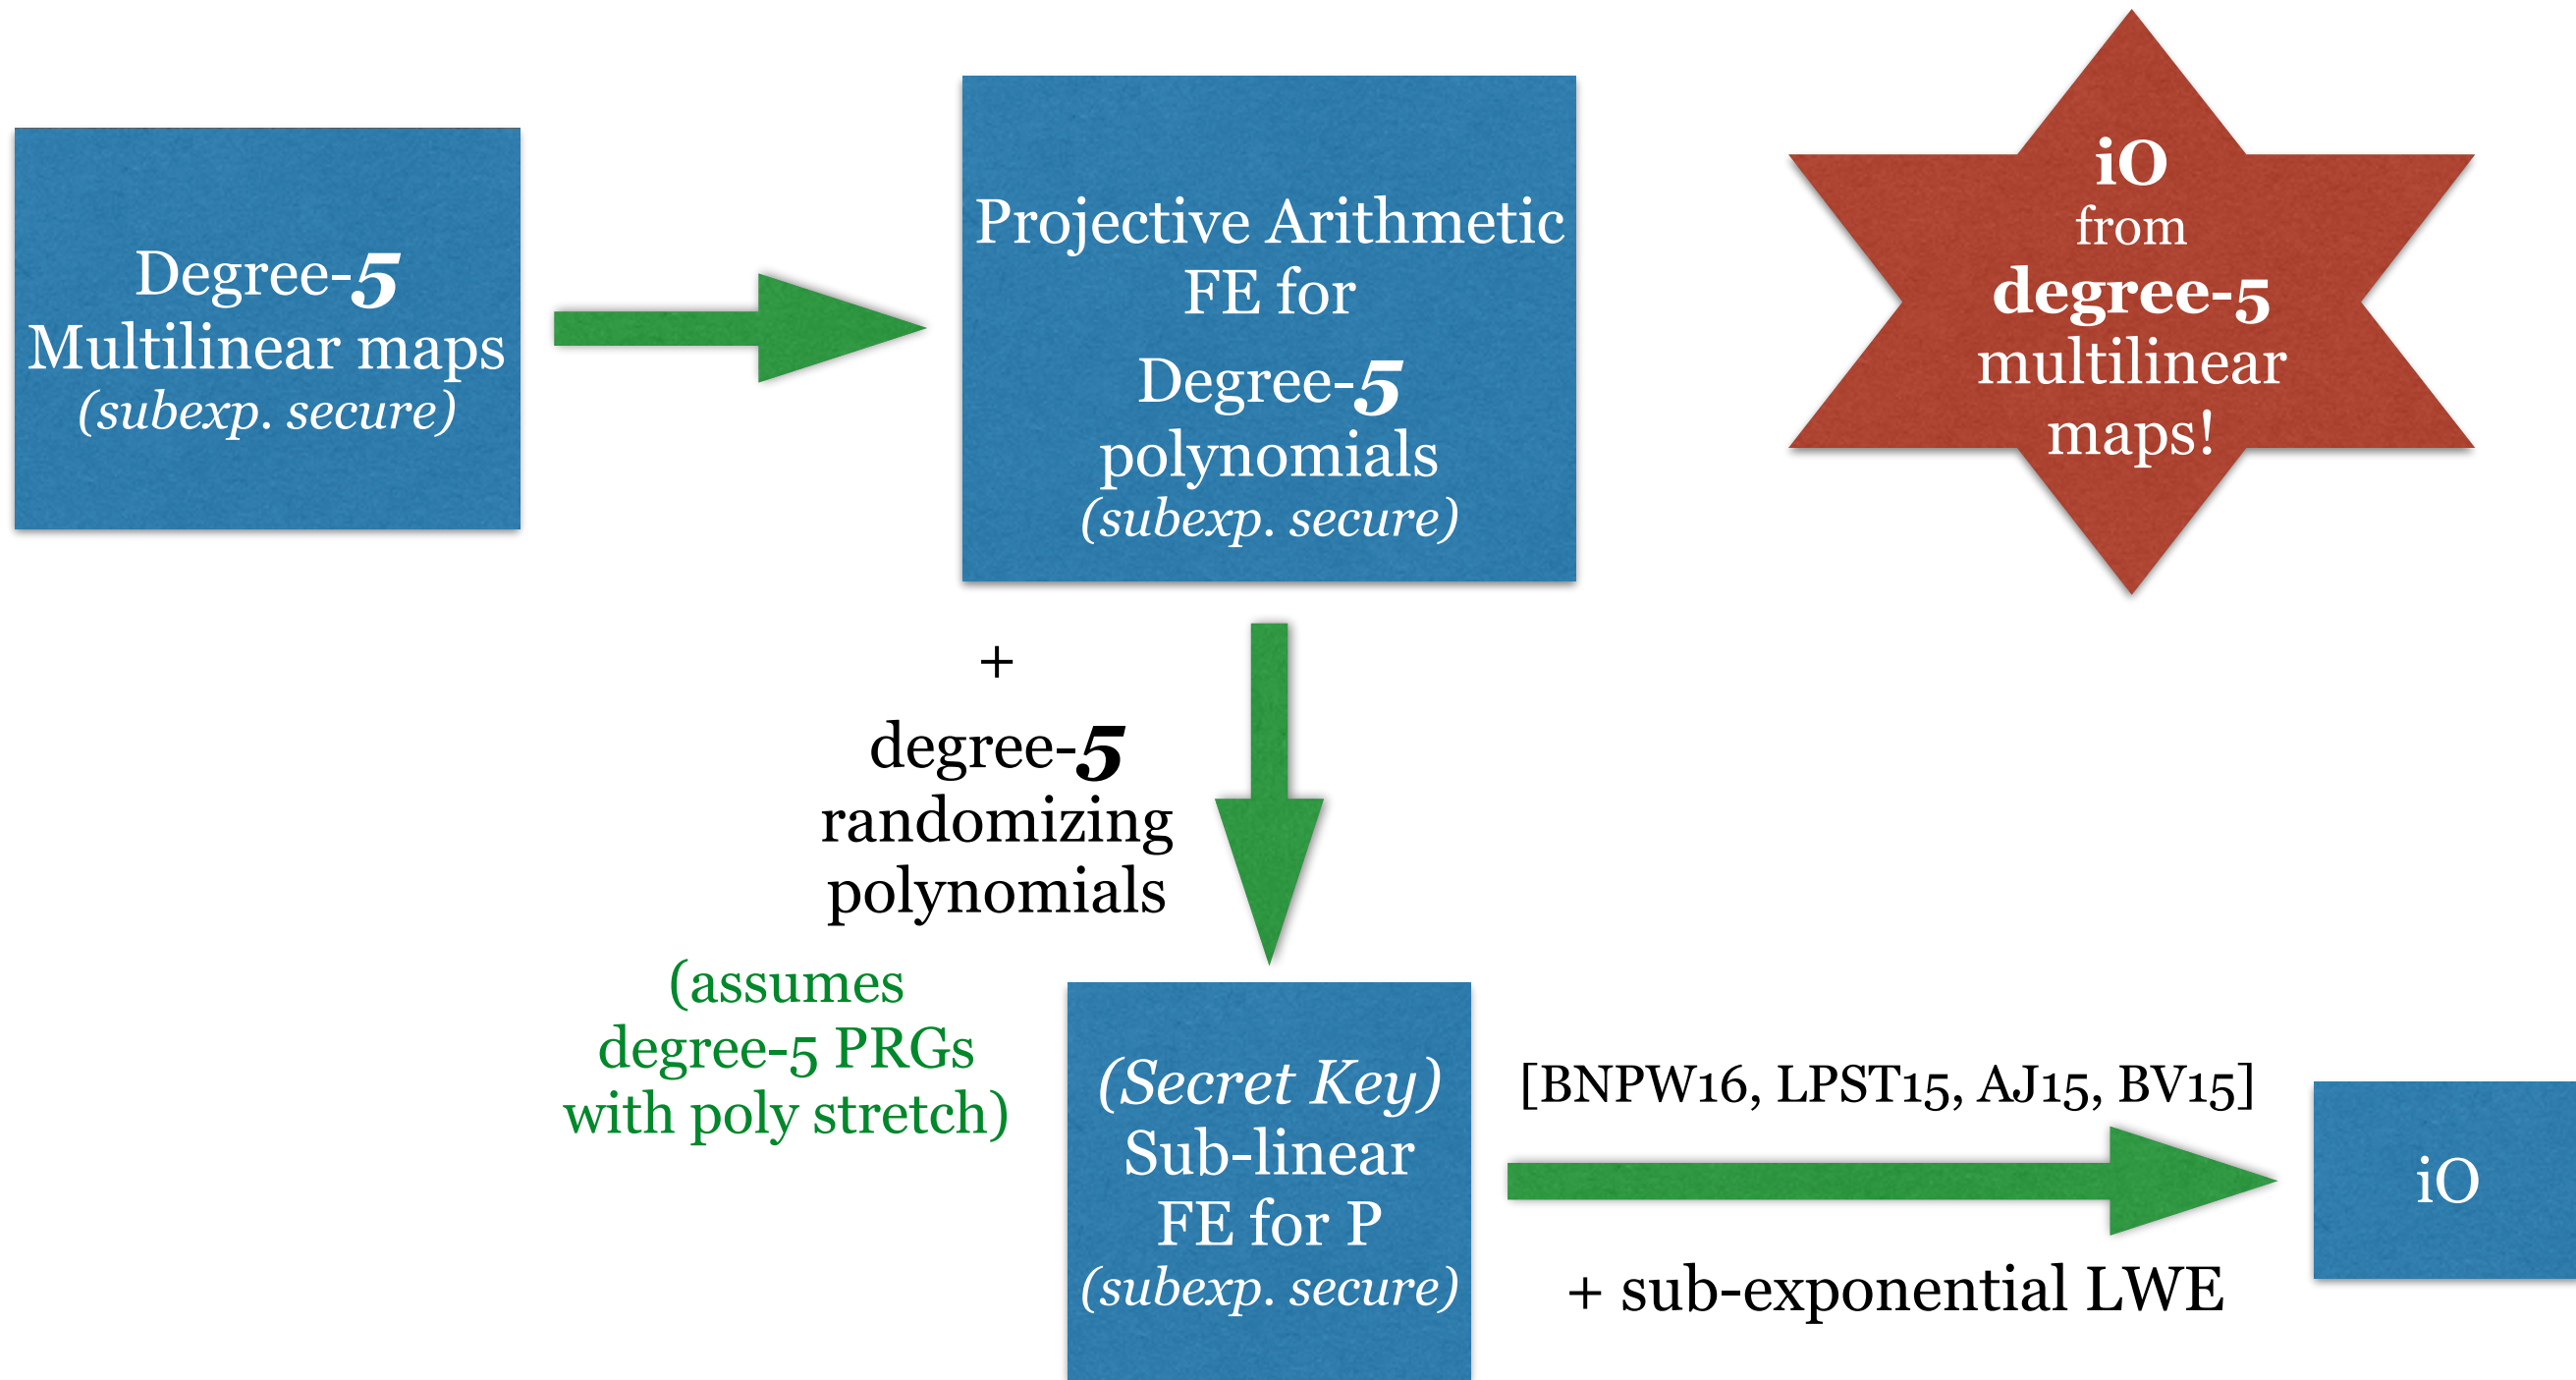 Degree-5
Multilinear maps
(subexp. secure)
Projective Arithmetic
FE for
Degree-5
polynomials
(subexp. secure)
iO
from
degree-5
multilinear
maps!
+
degree-5
randomizing
polynomials
(assumes
degree-5 PRGs
with poly stretch)
(Secret Key)
Sub-linear
FE for P
(subexp. secure)
[BNPW16, LPST15, AJ15, BV15]
+ sub-exponential LWE
iO